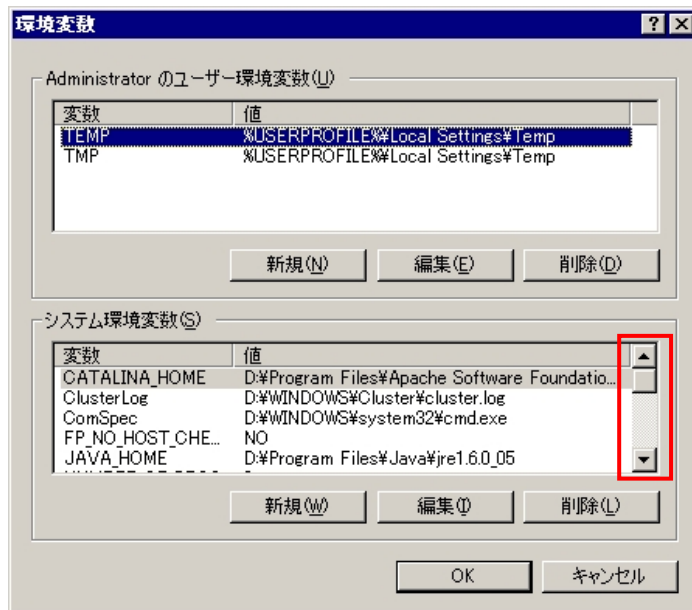 環境変数
Administrator のユーザー環境変数(U)
変数 値
TEMP %USERPROFILE%¥Local Settings¥Temp
TMP %USERPROFILE%¥Local Settings¥Temp
新規(N) 編集(E) 削除(D)
システム環境変数(S)
変数 値
CATALINA_HOME D:¥Program Files¥Apache Software Foundatio...
ClusterLog D:¥WINDOWS¥Cluster¥cluster.log
ComSpec D:¥WINDOWS¥system32¥cmd.exe
FP_NO_HOST_CHE... NO
JAVA_HOME D:¥Program Files¥Java¥jre1.6.0_05
新規(W) 編集(I) 削除(L)
OK キャンセル